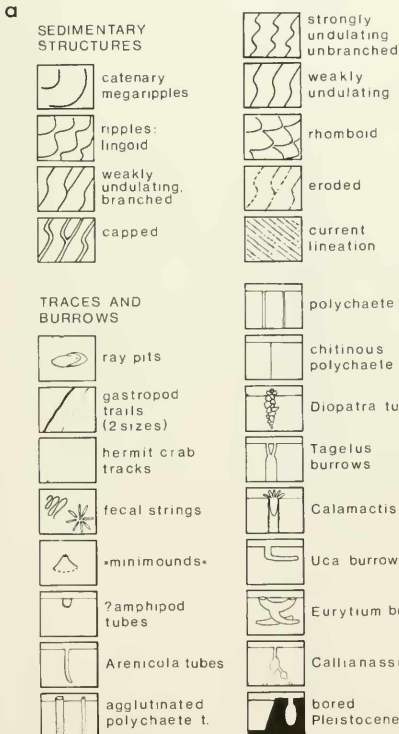 a
SEDIMENTARY
STRUCTURES
catenary
megaripples
ripples:
lingoid
weakly
undulating,
branched
capped
strongly
undulating
unbranched
weakly
undulating
rhomboid
eroded
current
lineation
TRACES AND
BURROWS
ray pits
gastropod
trails
(2 sizes)
hermit crab
tracks
fecal strings
»minimounds«
?amphipod
tubes
Arenicola tubes
agglutinated
polychaete t.
polychaete
chitinous
polychaete
Diopatra tu
Tagelus
burrows
Calamactis
Uca burrow
Eurytium bu
Callianassa
bored
Pleistocene